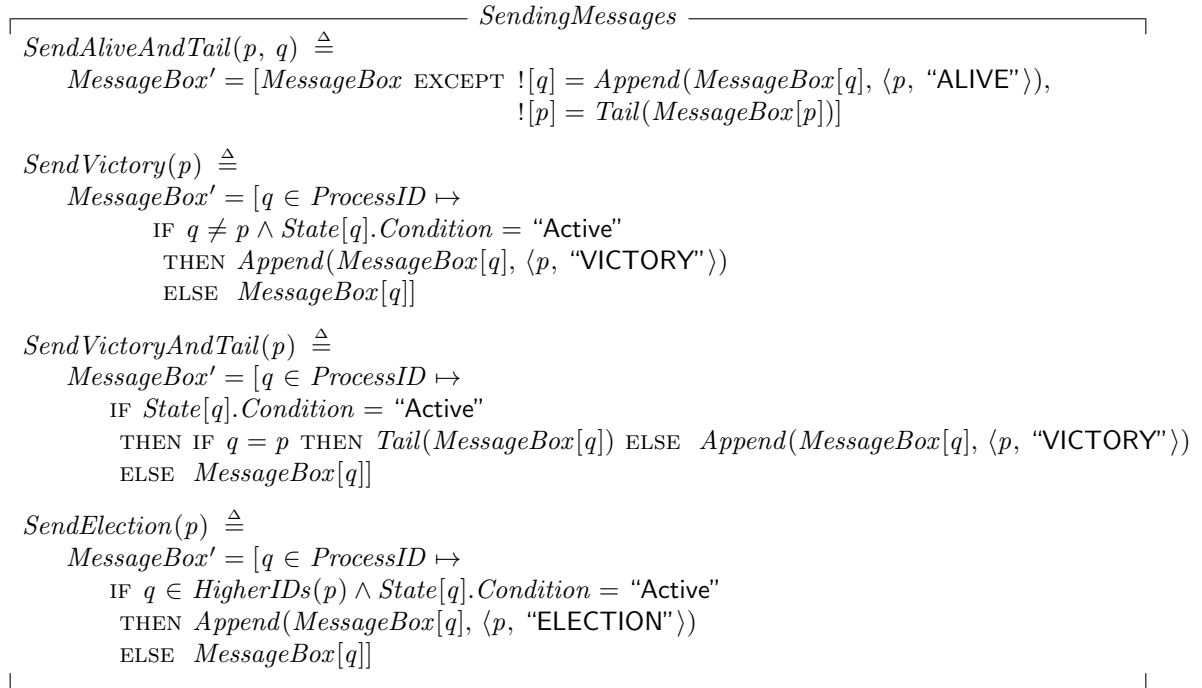 SendingMessages
SendAliveAndTail(p, q) ≜
MessageBox′ = [MessageBox EXCEPT ![q] = Append(MessageBox[q], ⟨p, “ALIVE”⟩),
![p] = Tail(MessageBox[p])]
SendVictory(p) ≜
MessageBox′ = [q ∈ ProcessID ↦
IF q ≠ p ∧ State[q].Condition = “Active”
THEN Append(MessageBox[q], ⟨p, “VICTORY”⟩)
ELSE MessageBox[q]]
SendVictoryAndTail(p) ≜
MessageBox′ = [q ∈ ProcessID ↦
IF State[q].Condition = “Active”
THEN IF q = p THEN Tail(MessageBox[q]) ELSE Append(MessageBox[q], ⟨p, “VICTORY”⟩)
ELSE MessageBox[q]]
SendElection(p) ≜
MessageBox′ = [q ∈ ProcessID ↦
IF q ∈ HigherIDs(p) ∧ State[q].Condition = “Active”
THEN Append(MessageBox[q], ⟨p, “ELECTION”⟩)
ELSE MessageBox[q]]